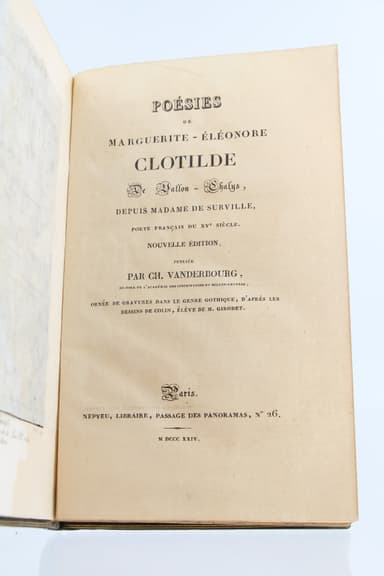 POÉSIES
DE
MARGUERITE-ÉLÉONORE
CLOTILDE
De Vallon-Chalys,
DEPUIS MADAME DE SURVILLE,
POETE FRANÇAIS DU XVᵉ SIÈCLE.
NOUVELLE ÉDITION,
PUBLIÉE
PAR CH. VANDERBOURG,
ORNÉE DE GRAVURES DANS LE GENRE GOTHIQUE, D'APRÈS LES
DESSINS DE COLIN, ÉLÈVE DE M. GIRODET.
Paris.
NEPVEU, LIBRAIRE, PASSAGE DES PANORAMAS, N° 26.
M DCCC XXIV.